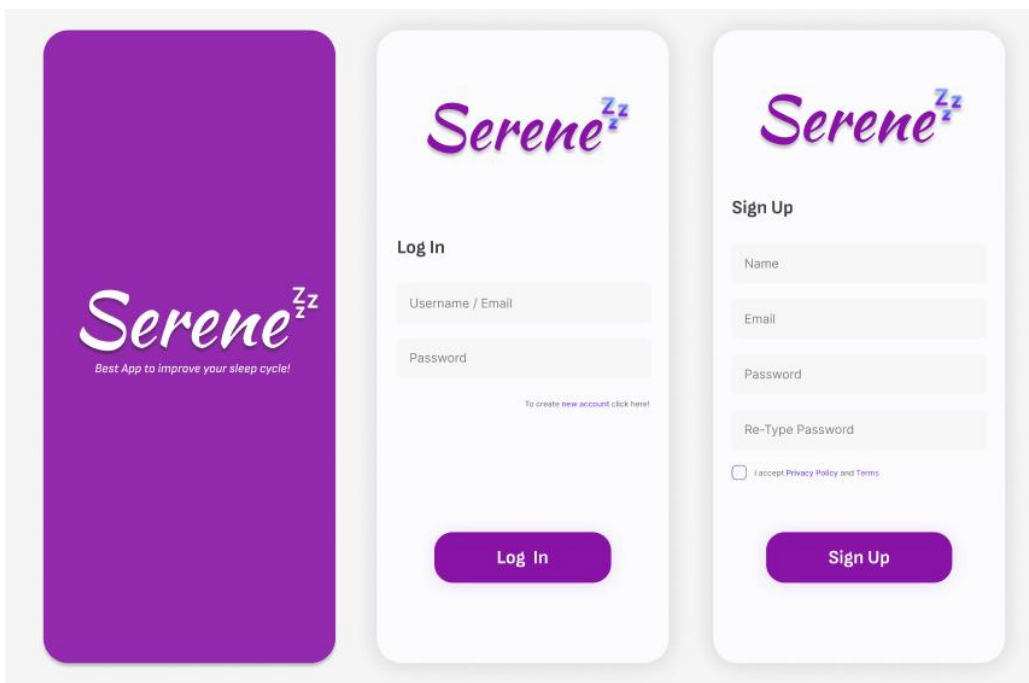 Serene zzz
Best App to improve your sleep cycle!
Serene zzz
Log In
Username / Email
Password
To create new account click here!
Log In
Serene zzz
Sign Up
Name
Email
Password
Re-Type Password
I accept Privacy Policy and Terms
Sign Up